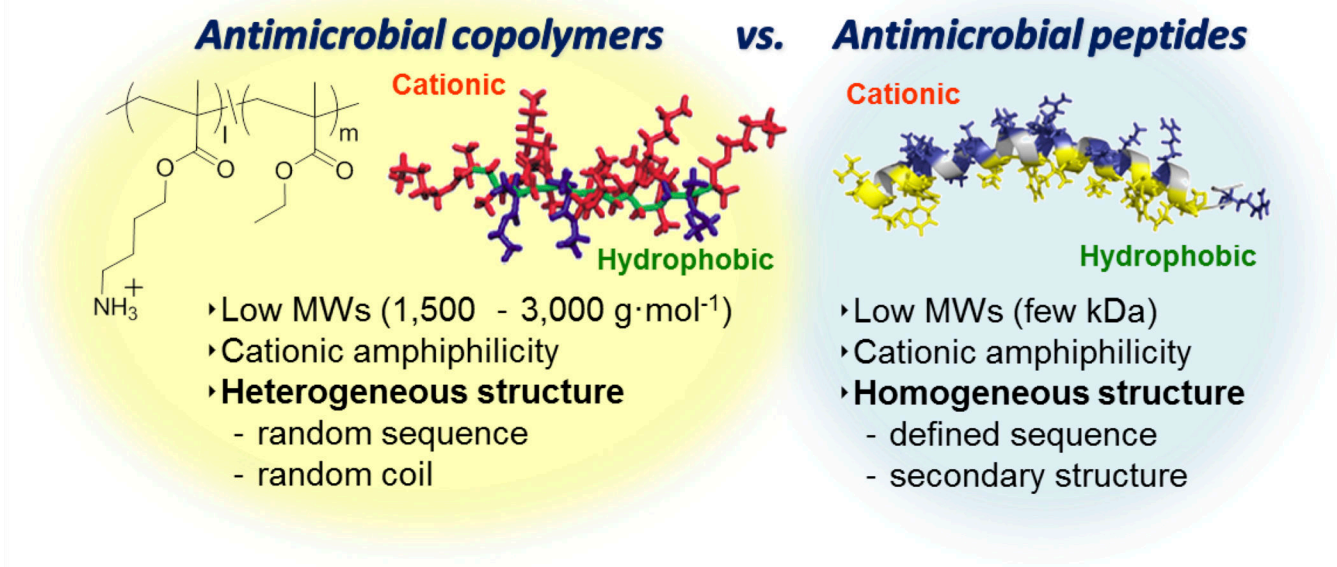 Antimicrobial copolymers vs. Antimicrobial peptides
Cationic
l
m
O
O
O
O
NH3+
Hydrophobic
‣Low MWs (1,500 - 3,000 g·mol-1)
‣Cationic amphiphilicity
‣Heterogeneous structure
- random sequence
- random coil
Cationic
Hydrophobic
‣Low MWs (few kDa)
‣Cationic amphiphilicity
‣Homogeneous structure
- defined sequence
- secondary structure